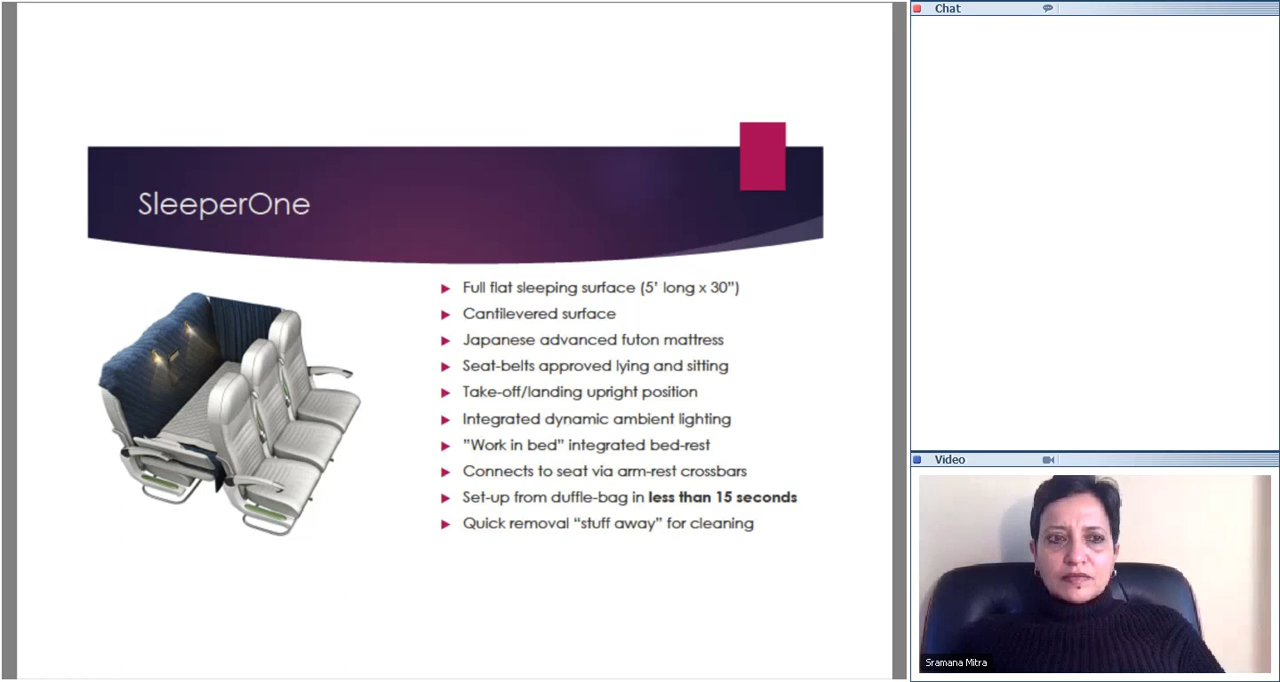 Chat
SleeperOne
Full flat sleeping surface (5' long x 30")
Cantilevered surface
Japanese advanced futon mattress
Seat-belts approved lying and sitting
Take-off/landing upright position
Integrated dynamic ambient lighting
"Work in bed" integrated bed-rest
Connects to seat via arm-rest crossbars
Set-up from duffle-bag in less than 15 seconds
Quick removal "stuff away" for cleaning
Video
Sramana Mitra